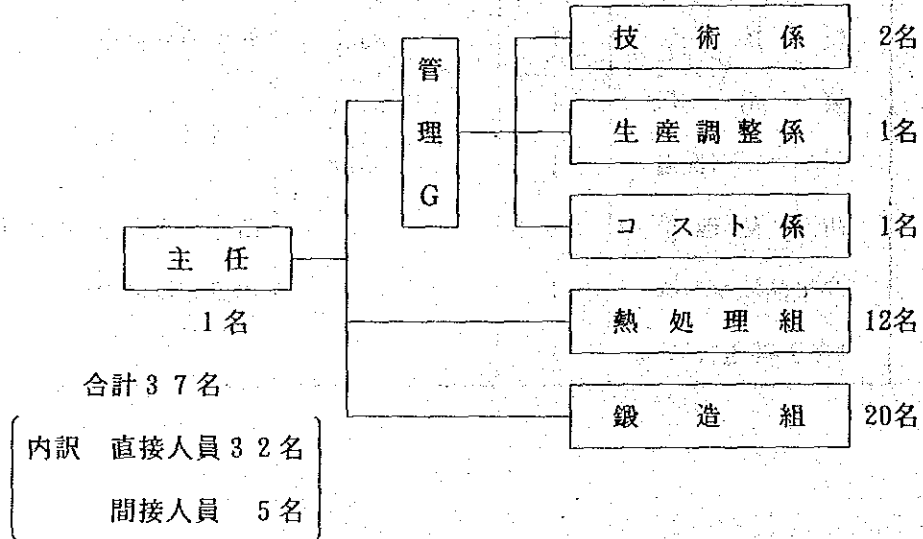 技術係 2名
管理G
生産調整係 1名
コスト係 1名
主任
1名
熱処理組 12名
合計37名
鍛造組 20名
内訳 直接人員32名
間接人員 5名